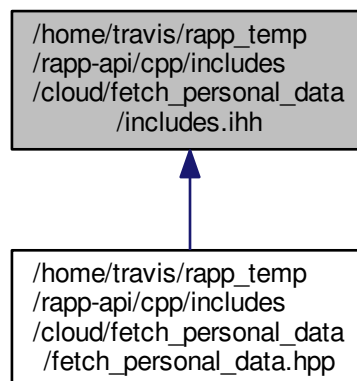 /home/travis/rapp_temp
/rapp-api/cpp/includes
/cloud/fetch_personal_data
/includes.ihh
/home/travis/rapp_temp
/rapp-api/cpp/includes
/cloud/fetch_personal_data
/fetch_personal_data.hpp